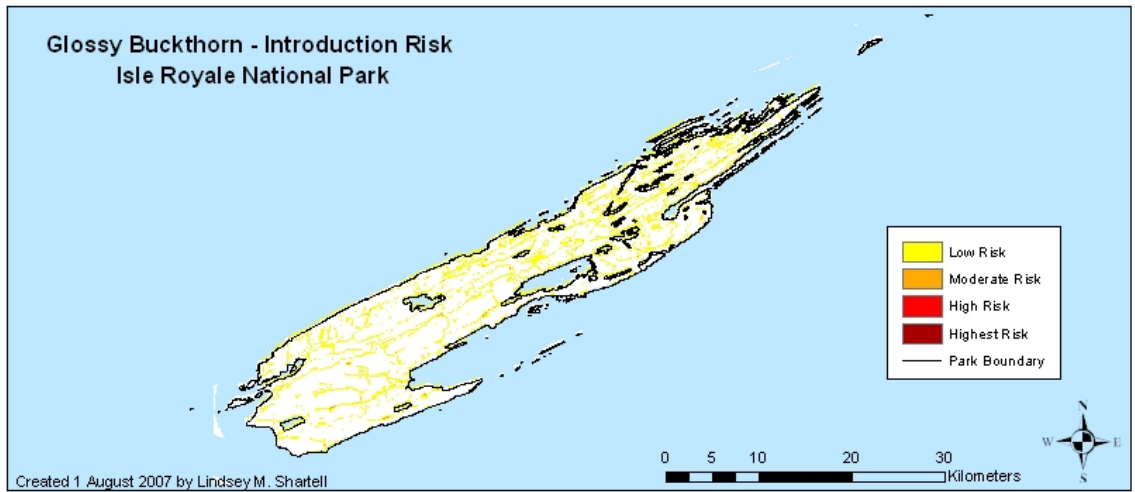 Glossy Buckthorn - Introduction Risk
Isle Royale National Park
Low Risk
Moderate Risk
High Risk
Highest Risk
Park Boundary
N
W E
S
0 5 10 20 30
Kilometers
Created 1 August 2007 by Lindsey M. Shartell